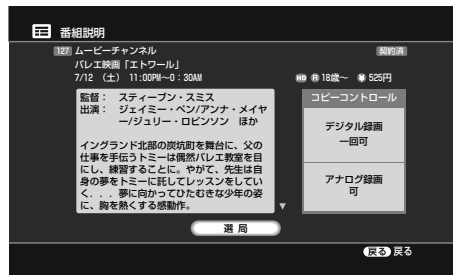 番組説明
127 ムービーチャンネル 契約済
バレエ映画「エトワール」
7/12 （土） 11:00PM〜0：30AM HD R 18歳〜 ¥ 525円
監督： スティーブン・スミス
出演： ジェイミー・ベン/アンナ・メイヤ
ー/ジュリー・ロビンソン ほか
イングランド北部の炭坑町を舞台に、父の
仕事を手伝うトミーは偶然バレエ教室を目
にし、練習することに。やがて、先生は自
身の夢をトミーに託してレッスンをしてい
く．．．夢に向かってひたむきな少年の姿
に、胸を熱くする感動作。
▼
コピーコントロール
デジタル録画
一回可
アナログ録画
可
選 局
戻る 戻る